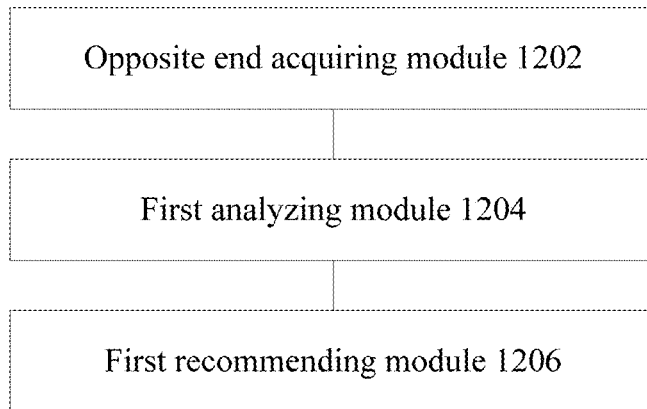 Opposite end acquiring module 1202
First analyzing module 1204
First recommending module 1206